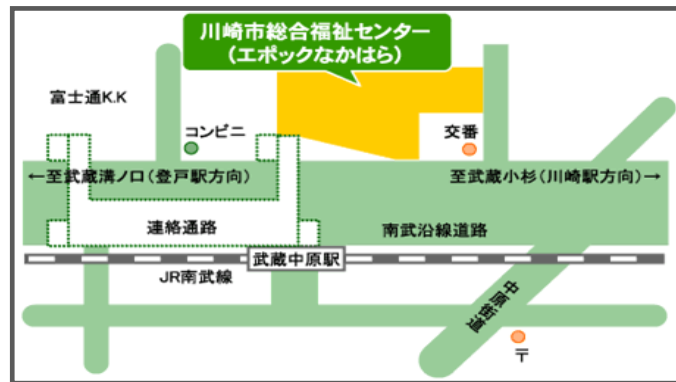 川崎市総合福祉センター
（エポックなかはら）
富士通K.K
コンビニ
交番
←至武蔵溝ノ口（登戸駅方向）
至武蔵小杉（川崎駅方向）→
連絡通路
南武沿線道路
武蔵中原駅
JR南武線
中原街道
〒